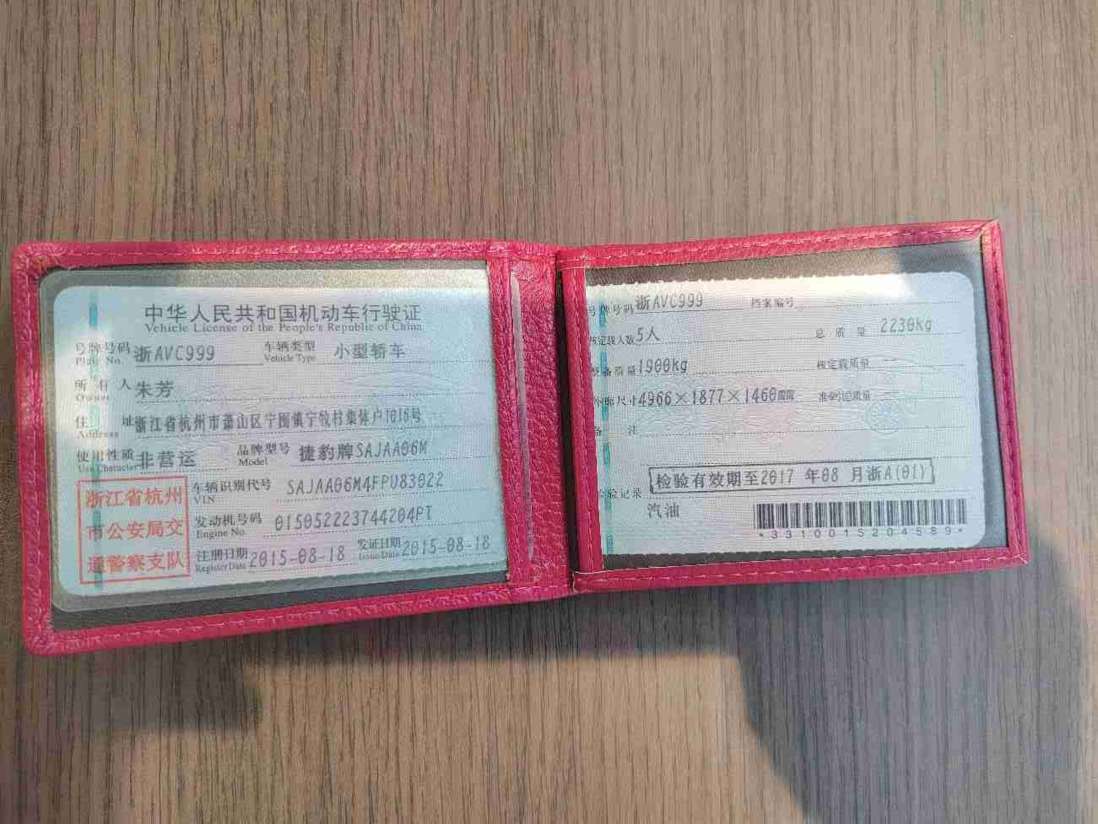 中华人民共和国机动车行驶证
Vehicle License of the People's Republic of China
号牌号码 浙AVC999 车辆类型 小型轿车
Plate No. Vehicle Type
所有人 朱芳
Owner
住址 浙江省杭州市萧山区宁围镇宁牧村集体户1016号
Address
使用性质 非营运 品牌型号 捷豹牌SAJAA06M
Use Character Model
浙江省杭州
市公安局交
通警察支队
车辆识别代号 SAJAA06M4FPU83022
VIN
发动机号码 015052223744204PT
Engine No.
注册日期 2015-08-18 发证日期 2015-08-18
Register Date Issue Date
号牌号码 浙AVC999 档案编号
核定载人数 5人 总质量 2230kg
整备质量 1900kg 核定载质量
外廓尺寸 4966×1877×1460mm 准牵引总质量
备注
检验记录 检验有效期至2017年08月浙A(01)
汽油
*3310015204589*